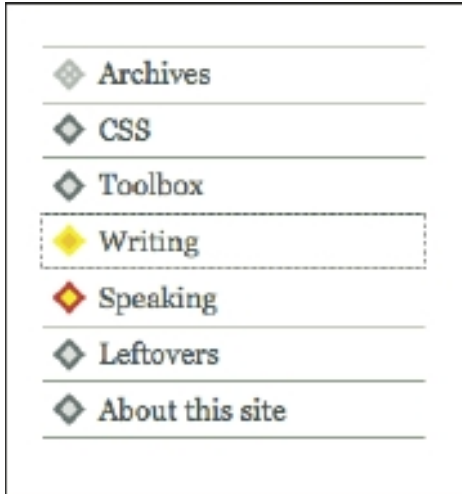 Archives
CSS
Toolbox
Writing
Speaking
Leftovers
About this site